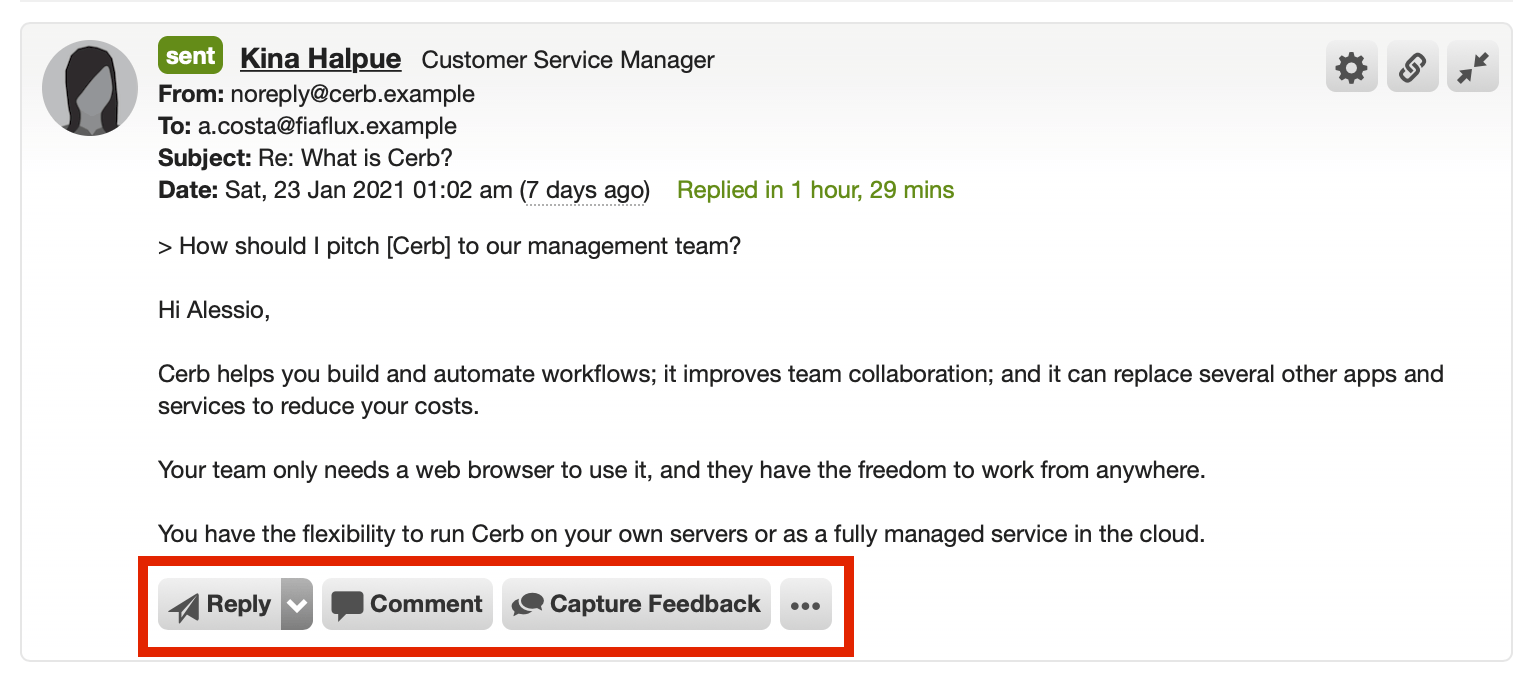 sent Kina Halpue Customer Service Manager
From: noreply@cerb.example
To: a.costa@fiaflux.example
Subject: Re: What is Cerb?
Date: Sat, 23 Jan 2021 01:02 am (7 days ago) Replied in 1 hour, 29 mins
> How should I pitch [Cerb] to our management team?
Hi Alessio,
Cerb helps you build and automate workflows; it improves team collaboration; and it can replace several other apps and
services to reduce your costs.
Your team only needs a web browser to use it, and they have the freedom to work from anywhere.
You have the flexibility to run Cerb on your own servers or as a fully managed service in the cloud.
Reply Comment Capture Feedback •••